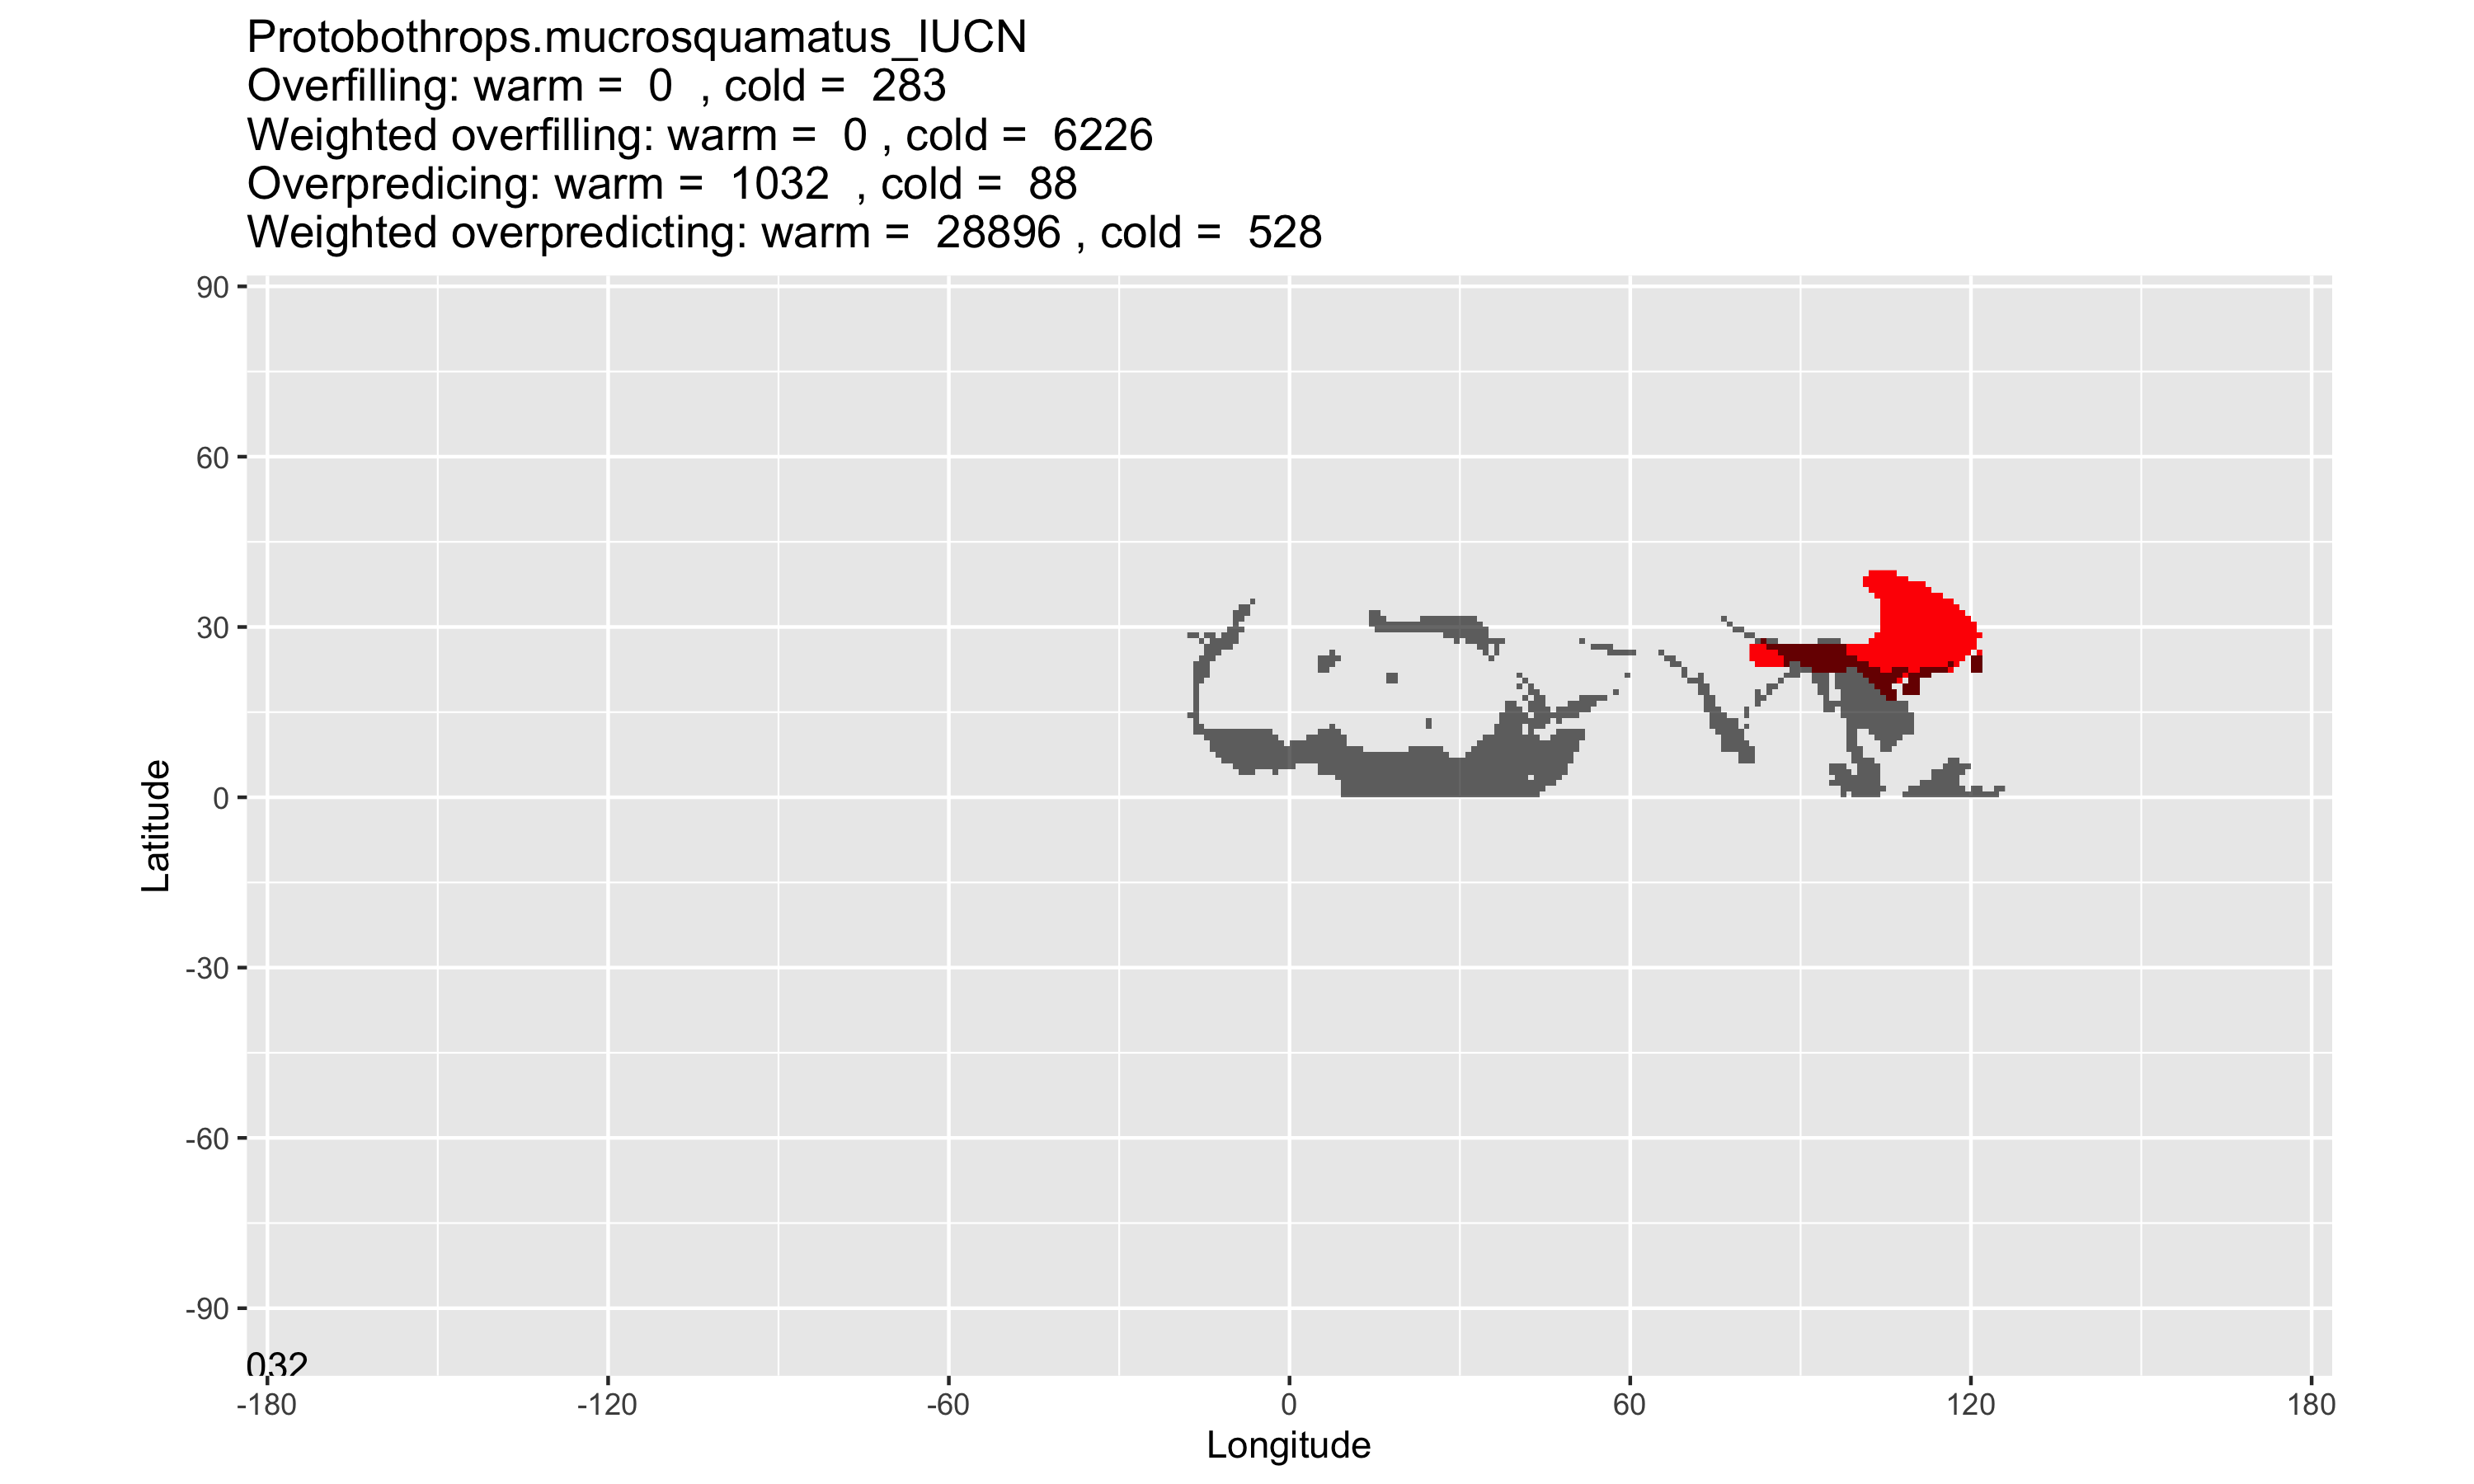 Protobothrops.mucrosquamatus_IUCN
Overfilling: warm = 0 , cold = 283
Weighted overfilling: warm = 0 , cold = 6226
Overpredicing: warm = 1032 , cold = 88
Weighted overpredicting: warm = 28896 , cold = 528
90
60
30
0
-30
-60
-90
Latitude
032
-180
-120
-60
0
60
120
180
Longitude